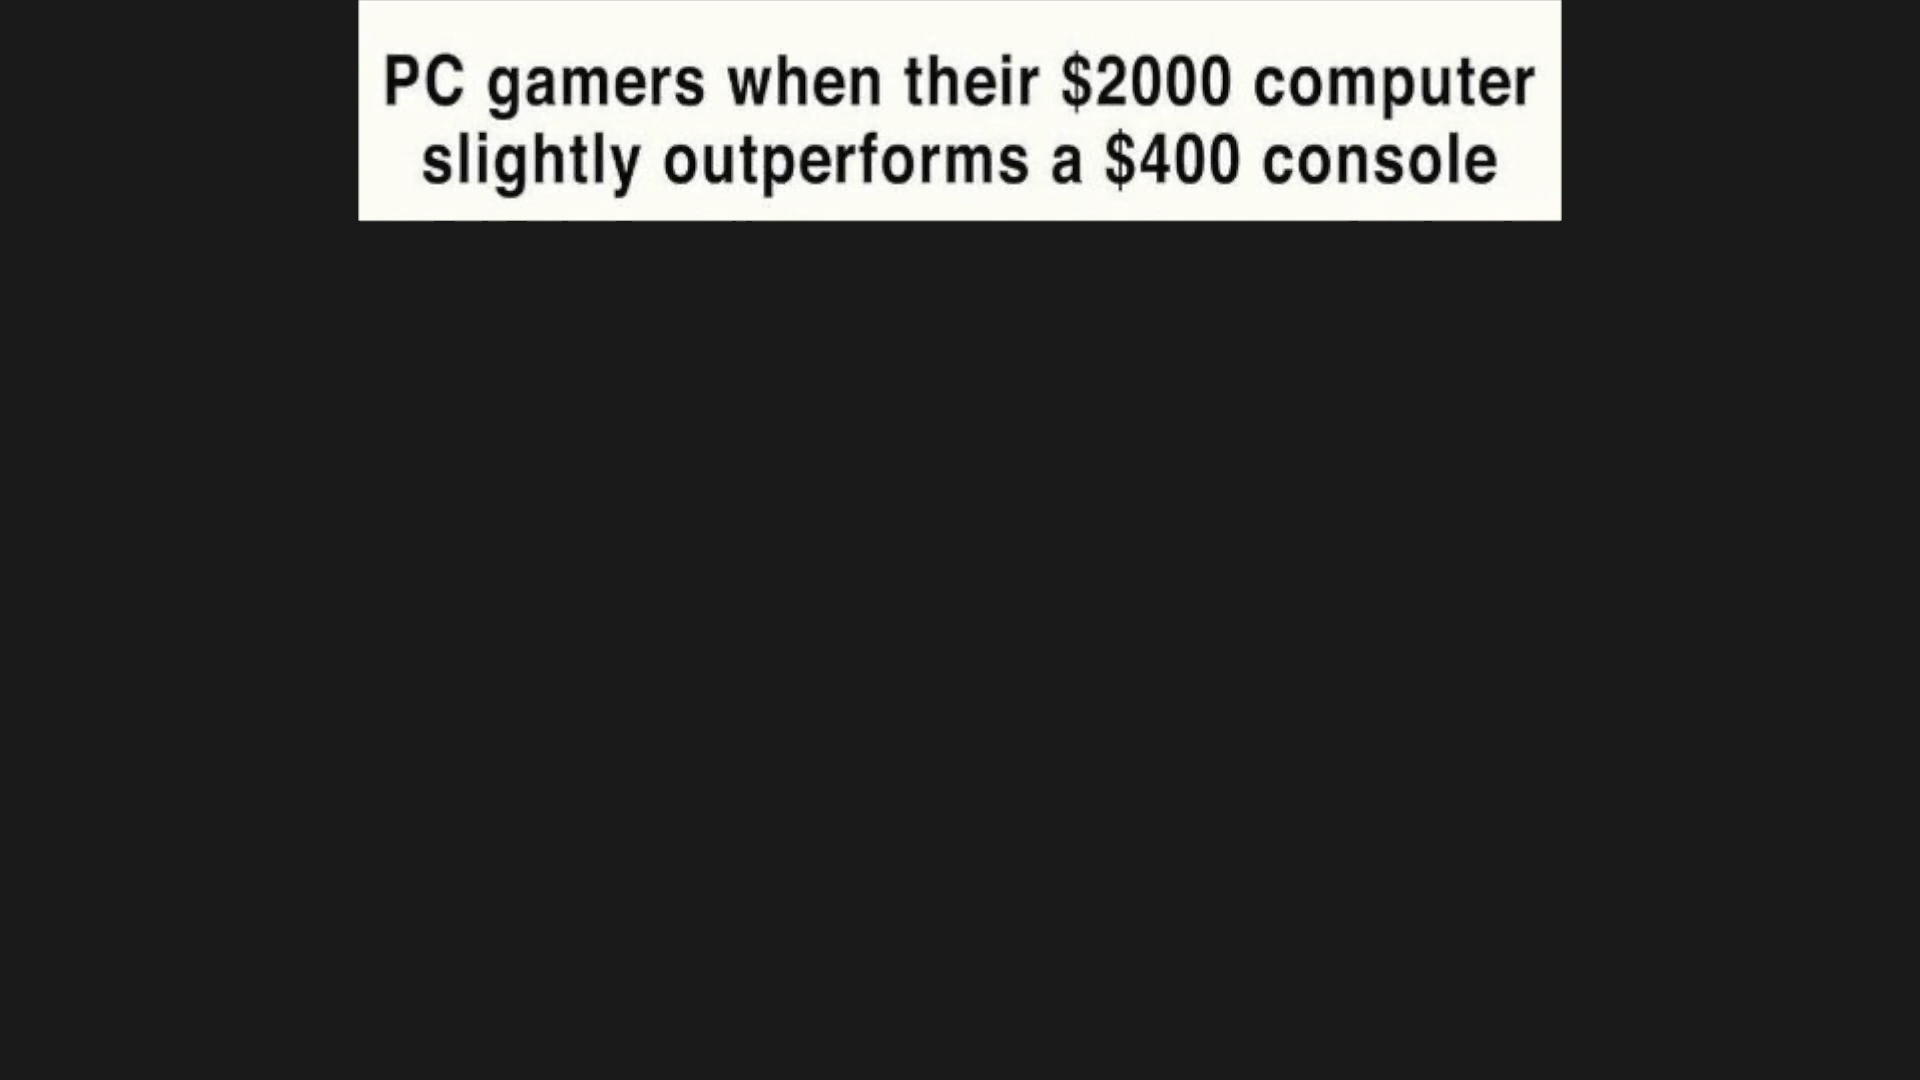 PC gamers when their $2000 computer
slightly outperforms a $400 console